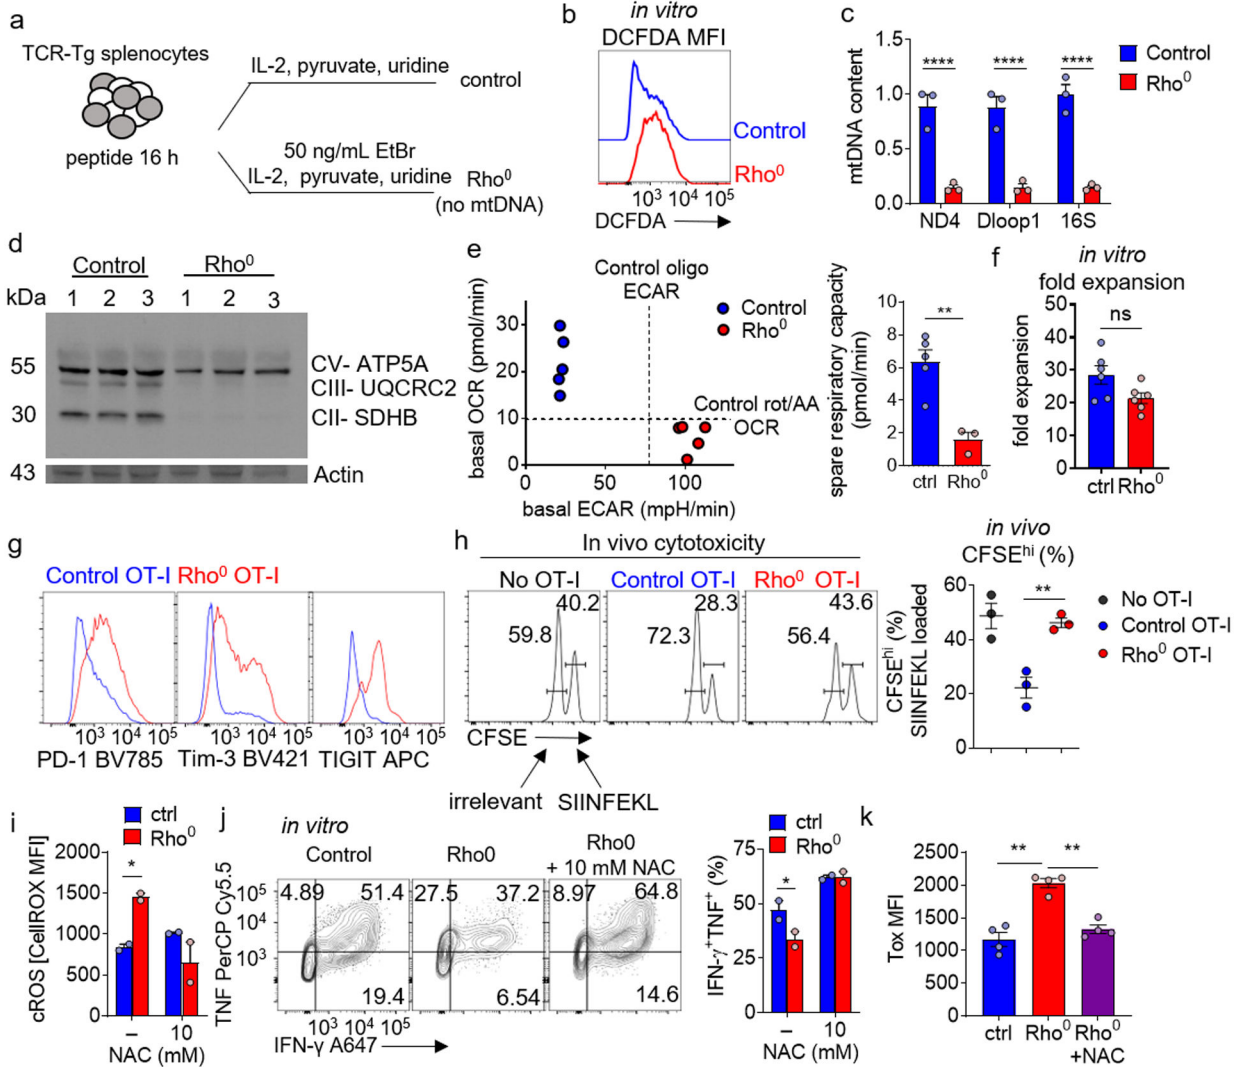 a
TCR-Tg splenocytes
peptide 16 h
IL-2, pyruvate, uridine
control
50 ng/mL EtBr
IL-2, pyruvate, uridine
Rho⁰
(no mtDNA)
b
in vitro
DCFDA MFI
Control
Rho⁰
10³ 10⁴ 10⁵
DCFDA
c
mtDNA content
1.5
1.0
0.5
0.0
**** **** ****
ND4 Dloop1 16S
Control
Rho⁰
d
Control Rho⁰
kDa 1 2 3 1 2 3
55
30
43
CV- ATP5A
CIII- UQCRC2
CII- SDHB
Actin
e
Control oligo
ECAR
Control
Rho⁰
basal OCR (pmol/min)
30
20
10
0
Control rot/AA
OCR
0 50 100
basal ECAR (mpH/min)
spare respiratory capacity
(pmol/min)
10
8
6
4
2
0
**
ctrl Rho⁰
f
in vitro
fold expansion
fold expansion
50
40
30
20
10
0
ns
ctrl Rho⁰
g
Control OT-I Rho⁰ OT-I
10³ 10⁴ 10⁵ 10³ 10⁴ 10⁵ 10³ 10⁴ 10⁵
PD-1 BV785 Tim-3 BV421 TIGIT APC
h
In vivo cytotoxicity
No OT-I Control OT-I Rho⁰ OT-I
40.2 28.3 43.6
59.8 72.3 56.4
CFSE
irrelevant SIINFEKL
in vivo
CFSEʰⁱ (%)
CFSEʰⁱ (%)
SIINFEKL loaded
60
40
20
0
**
No OT-I
Control OT-I
Rho⁰ OT-I
i
ctrl
Rho⁰
cROS [CellROX MFI]
2000
1500
1000
500
0
*
– 10
NAC (mM)
j
in vitro
Control Rho0 Rho0
+ 10 mM NAC
TNF PerCP Cy5.5
10⁵
10⁴
10³
4.89 51.4 27.5 37.2 8.97 64.8
19.4 6.54 14.6
10³ 10⁴ 10⁵
IFN-γ A647
ctrl
Rho⁰
IFN-γ⁺TNF⁺ (%)
75
50
25
0
*
– 10
NAC (mM)
k
Tox MFI
2500
2000
1500
1000
500
0
** **
ctrl Rho⁰ Rho⁰
+NAC